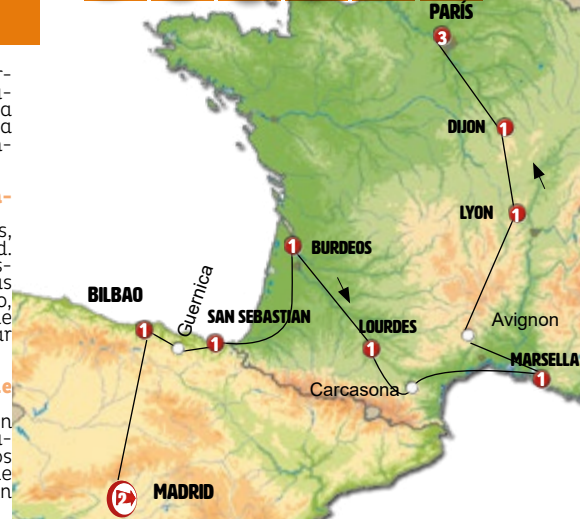 PARÍS
3
DIJON
1
LYON
1
BURDEOS
1
Guernica
BILBAO
1
SAN SEBASTIAN
1
LOURDES
1
Avignon
MARSELLA
1
Carcasona
2
MADRID